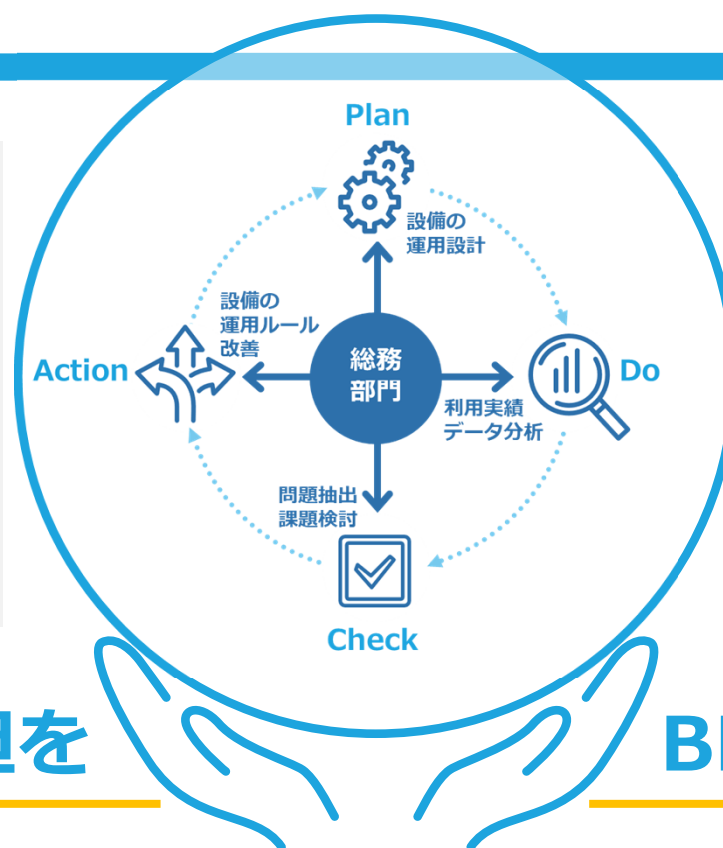 Plan
設備の
運用設計
設備の
運用ルール
改善
Action
総務
部門
Do
利用実績
データ分析
問題抽出
課題検討
Check
を
B